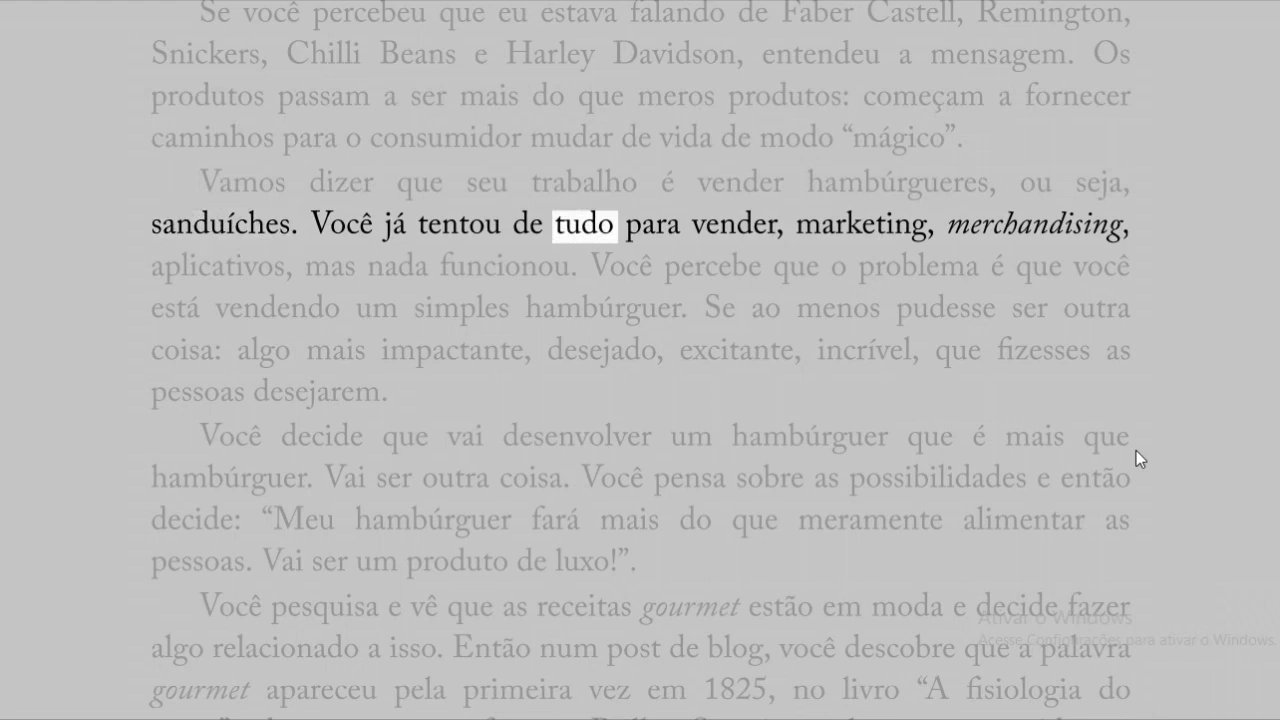 Se você percebeu que eu estava falando de Faber Castell, Remington,
Snickers, Chilli Beans e Harley Davidson, entendeu a mensagem. Os
produtos passam a ser mais do que meros produtos: começam a fornecer
caminhos para o consumidor mudar de vida de modo “mágico”.
Vamos dizer que seu trabalho é vender hambúrgueres, ou seja,
sanduíches. Você já tentou de tudo para vender, marketing, merchandising,
aplicativos, mas nada funcionou. Você percebe que o problema é que você
está vendendo um simples hambúrguer. Se ao menos pudesse ser outra
coisa: algo mais impactante, desejado, excitante, incrível, que fizesses as
pessoas desejarem.
Você decide que vai desenvolver um hambúrguer que é mais que
hambúrguer. Vai ser outra coisa. Você pensa sobre as possibilidades e então
decide: “Meu hambúrguer fará mais do que meramente alimentar as
pessoas. Vai ser um produto de luxo!”.
Você pesquisa e vê que as receitas gourmet estão em moda e decide fazer
algo relacionado a isso. Então num post de blog, você descobre que a palavra
gourmet apareceu pela primeira vez em 1825, no livro “A fisiologia do
Ativar o Windows
Acesse Configurações para ativar o Windows.